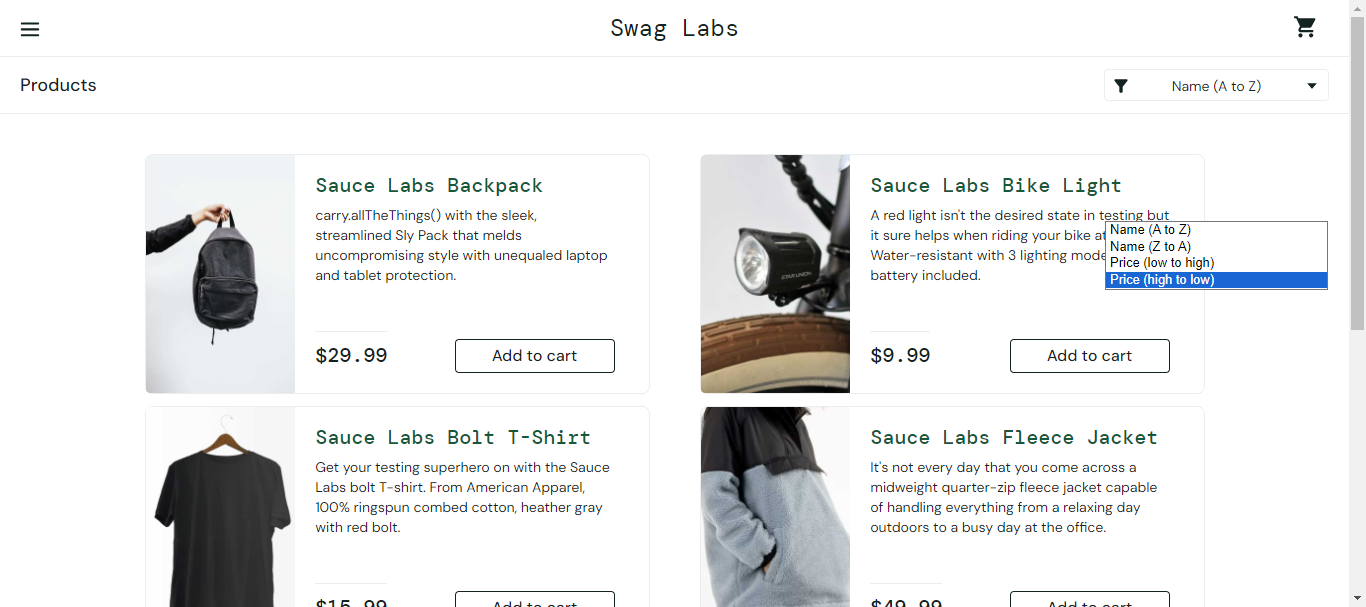 Swag Labs
Products
Name (A to Z)
Sauce Labs Backpack
carry.allTheThings() with the sleek,
streamlined Sly Pack that melds
uncompromising style with unequaled laptop
and tablet protection.
$29.99
Add to cart
Sauce Labs Bike Light
A red light isn't the desired state in testing but
it sure helps when riding your bike at
Water-resistant with 3 lighting mode
battery included.
STAR UNION
$9.99
Add to cart
Name (A to Z)
Name (Z to A)
Price (low to high)
Price (high to low)
Sauce Labs Bolt T-Shirt
Get your testing superhero on with the Sauce
Labs bolt T-shirt. From American Apparel,
100% ringspun combed cotton, heather gray
with red bolt.
$15.99
Add to cart
Sauce Labs Fleece Jacket
It's not every day that you come across a
midweight quarter-zip fleece jacket capable
of handling everything from a relaxing day
outdoors to a busy day at the office.
$49.99
Add to cart